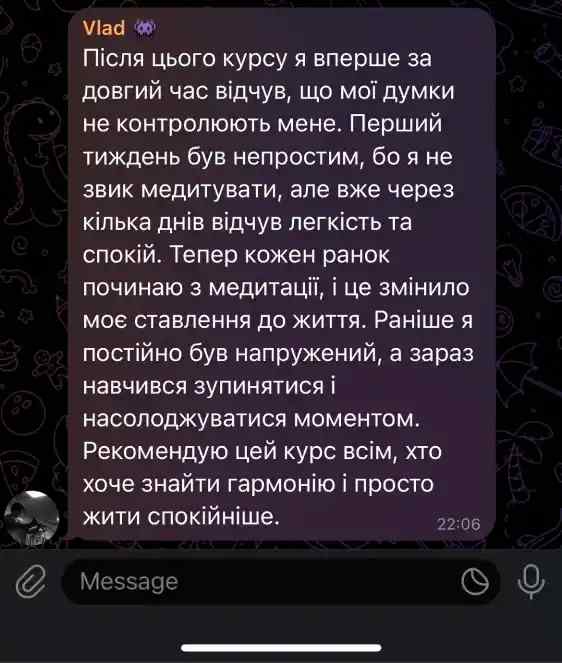 Vlad 👾
Після цього курсу я вперше за
довгий час відчув, що мої думки
не контролюють мене. Перший
тиждень був непростим, бо я не
звик медитувати, але вже через
кілька днів відчув легкість та
спокій. Тепер кожен ранок
починаю з медитації, і це змінило
моє ставлення до життя. Раніше я
постійно був напружений, а зараз
навчився зупинятися і
насолоджуватися моментом.
Рекомендую цей курс всім, хто
хоче знайти гармонію і просто
жити спокійніше.
22:06
Message